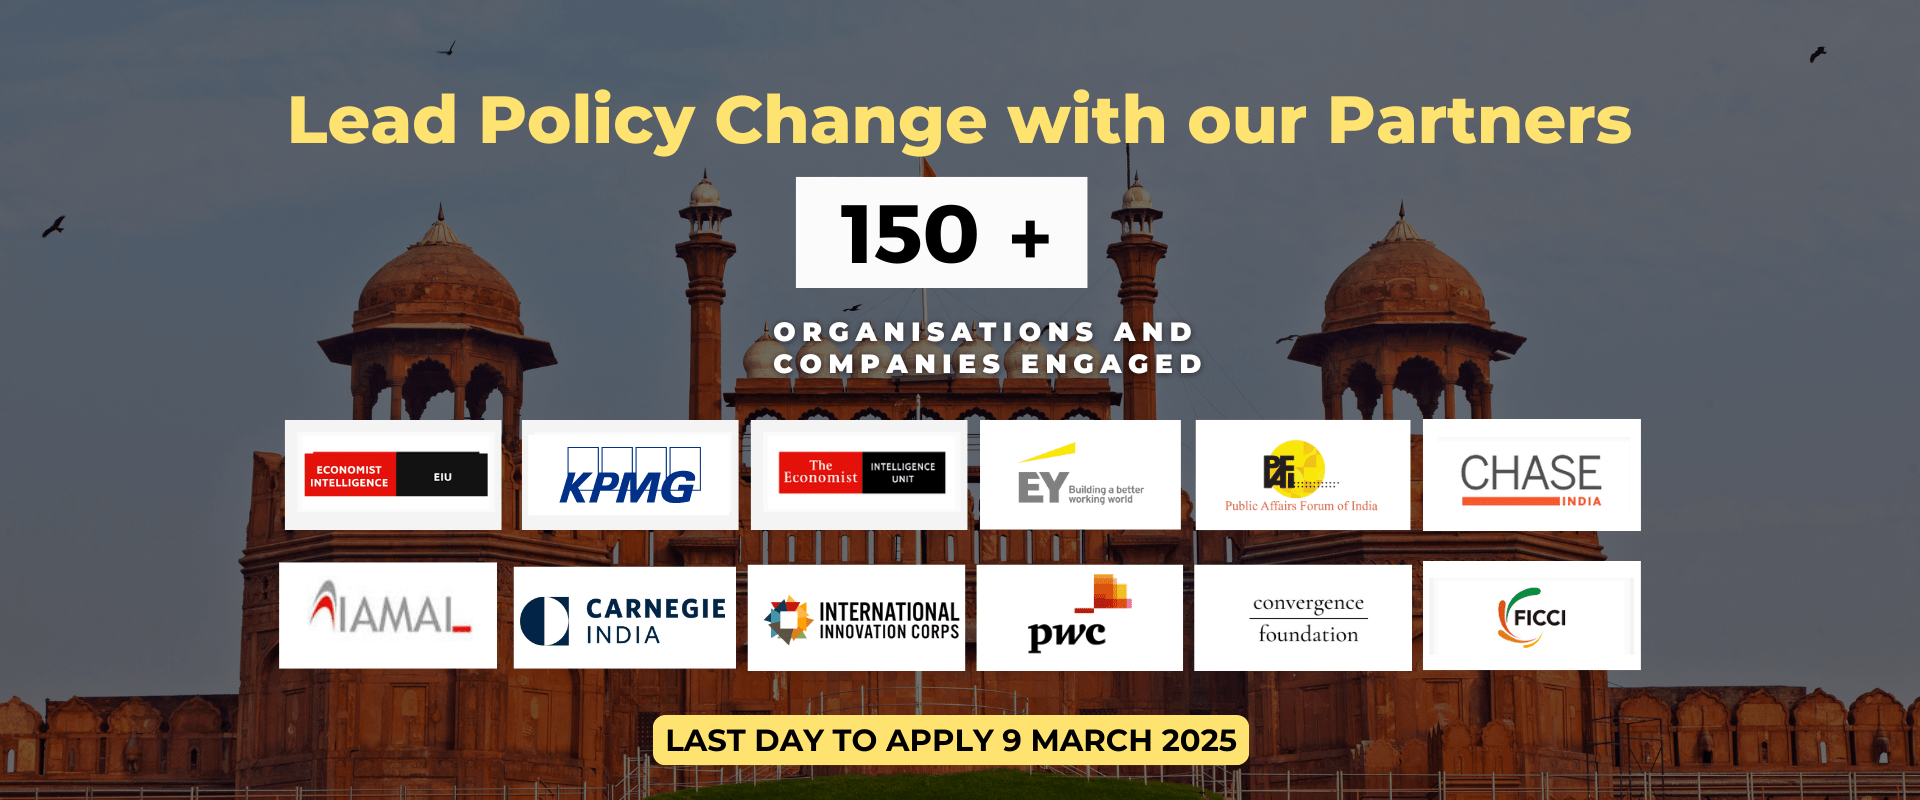 Lead Policy Change with our Partners
150 +
ORGANISATIONS AND
COMPANIES ENGAGED
ECONOMIST
INTELLIGENCE
EIU
KPMG
The
Economist
INTELLIGENCE
UNIT
EY
Building a better
working world
PAFI
Public Affairs Forum of India
CHASE
INDIA
IAMAI
CARNEGIE
INDIA
INTERNATIONAL
INNOVATION CORPS
pwc
convergence
foundation
FICCI
LAST DAY TO APPLY 9 MARCH 2025